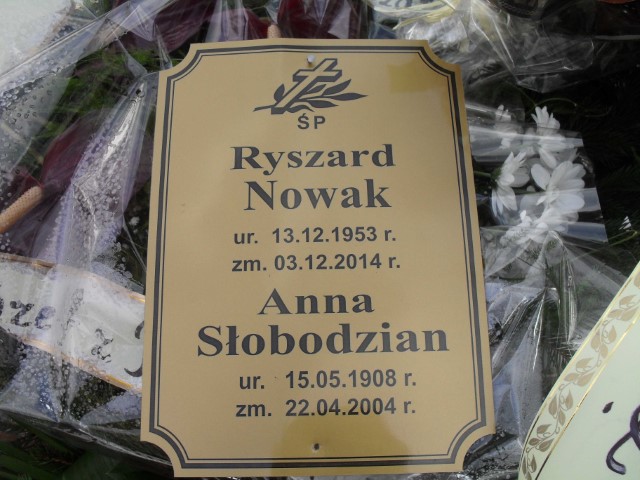 ŚP
Ryszard
Nowak
ur. 13.12.1953 r.
zm. 03.12.2014 r.
Anna
Słobodzian
ur. 15.05.1908 r.
zm. 22.04.2004 r.
z